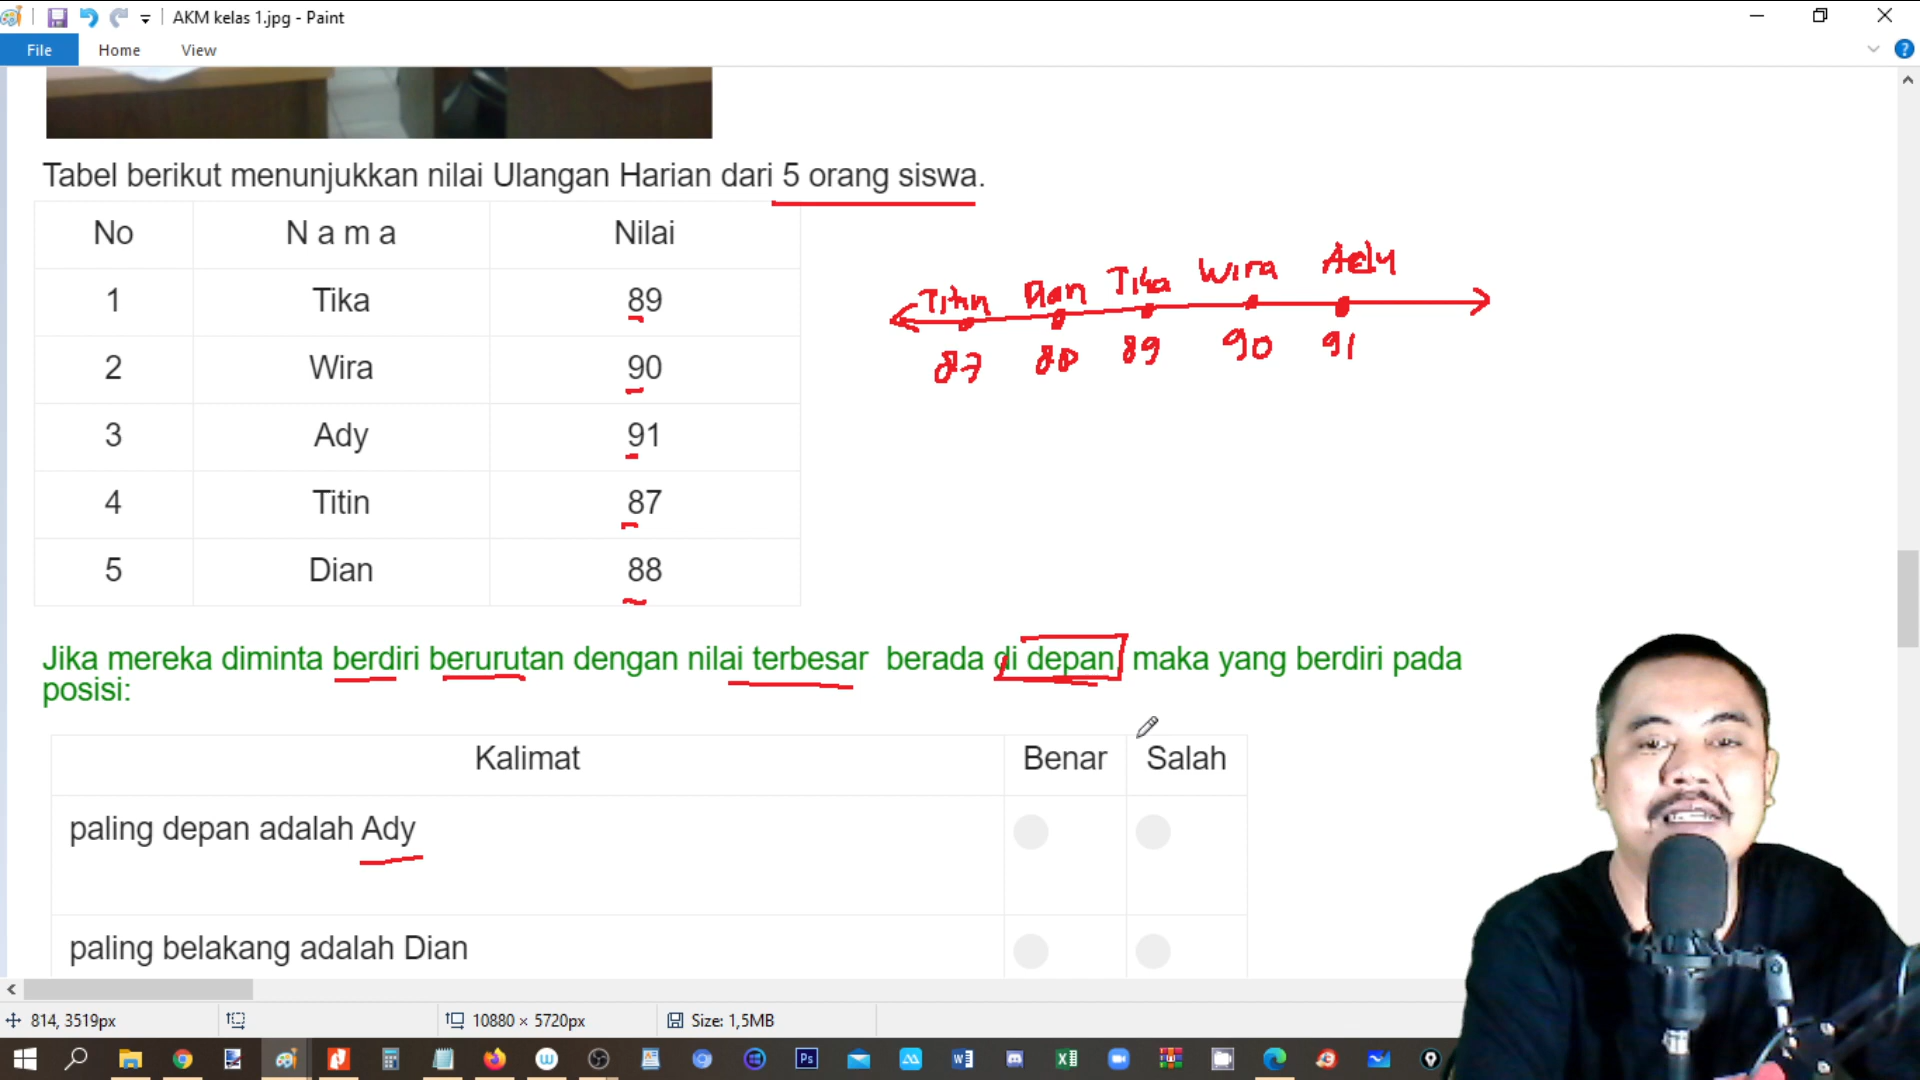 AKM kelas 1.jpg - Paint
File Home View
Tabel berikut menunjukkan nilai Ulangan Harian dari 5 orang siswa.
No N a m a Nilai
1 Tika 89
2 Wira 90
3 Ady 91
4 Titin 87
5 Dian 88
Titin Dian Tika Wira Ady
87 88 89 90 91
Jika mereka diminta berdiri berurutan dengan nilai terbesar berada di depan maka yang berdiri pada
posisi:
Kalimat Benar Salah
paling depan adalah Ady
paling belakang adalah Dian
814, 3519px 10880 × 5720px Size: 1,5MB
Ps